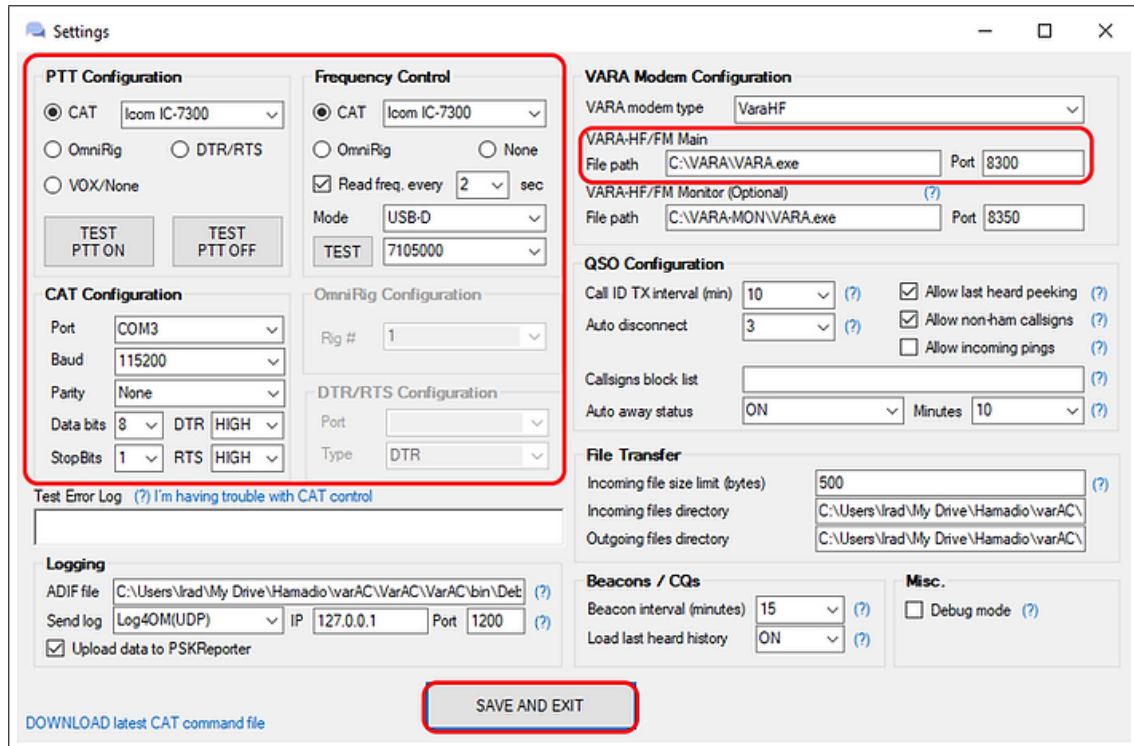 Settings
PTT Configuration
CAT Icom IC-7300
OmniRig DTR/RTS
VOX/None
TEST PTT ON
TEST PTT OFF
Frequency Control
CAT Icom IC-7300
OmniRig None
Read freq. every 2 sec
Mode USB-D
TEST 7105000
CAT Configuration
Port COM3
Baud 115200
Parity None
Data bits 8 DTR HIGH
StopBits 1 RTS HIGH
OmniRig Configuration
Rig # 1
DTR/RTS Configuration
Port
Type DTR
Test Error Log (?) I'm having trouble with CAT control
Logging
ADIF file C:\Users\Irad\My Drive\Hamadio\varAC\VarAC\VarAC\bin\Deb (?)
Send log Log4OM(UDP) IP 127.0.0.1 Port 1200 (?)
Upload data to PSKReporter
VARA Modem Configuration
VARA modem type VaraHF
VARA-HF/FM Main
File path C:\VARA\VARA.exe Port 8300
VARA-HF/FM Monitor (Optional) (?)
File path C:\VARA-MON\VARA.exe Port 8350
QSO Configuration
Call ID TX interval (min) 10 (?) Allow last heard peeking (?)
Auto disconnect 3 (?) Allow non-ham callsigns (?)
Allow incoming pings (?)
Callsigns block list (?)
Auto away status ON Minutes 10 (?)
File Transfer
Incoming file size limit (bytes) 500 (?)
Incoming files directory C:\Users\Irad\My Drive\Hamadio\varAC\
Outgoing files directory C:\Users\Irad\My Drive\Hamadio\varAC\
Beacons / CQs
Beacon interval (minutes) 15 (?)
Load last heard history ON (?)
Misc.
Debug mode (?)
SAVE AND EXIT
DOWNLOAD latest CAT command file